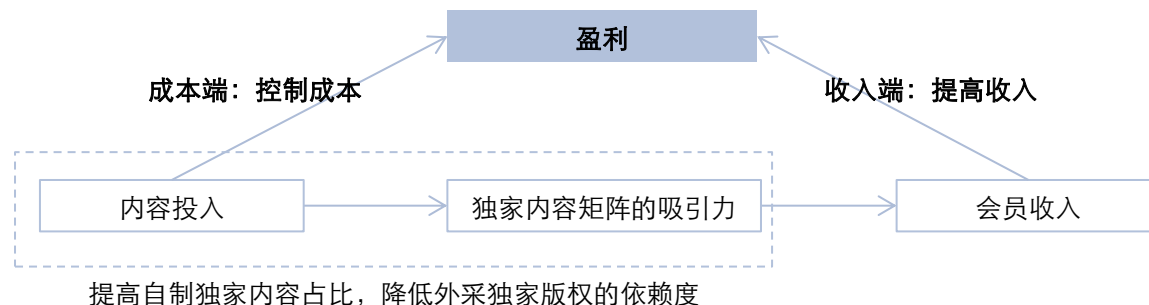 盈利
成本端：控制成本
收入端：提高收入
内容投入
独家内容矩阵的吸引力
会员收入
提高自制独家内容占比，降低外采独家版权的依赖度